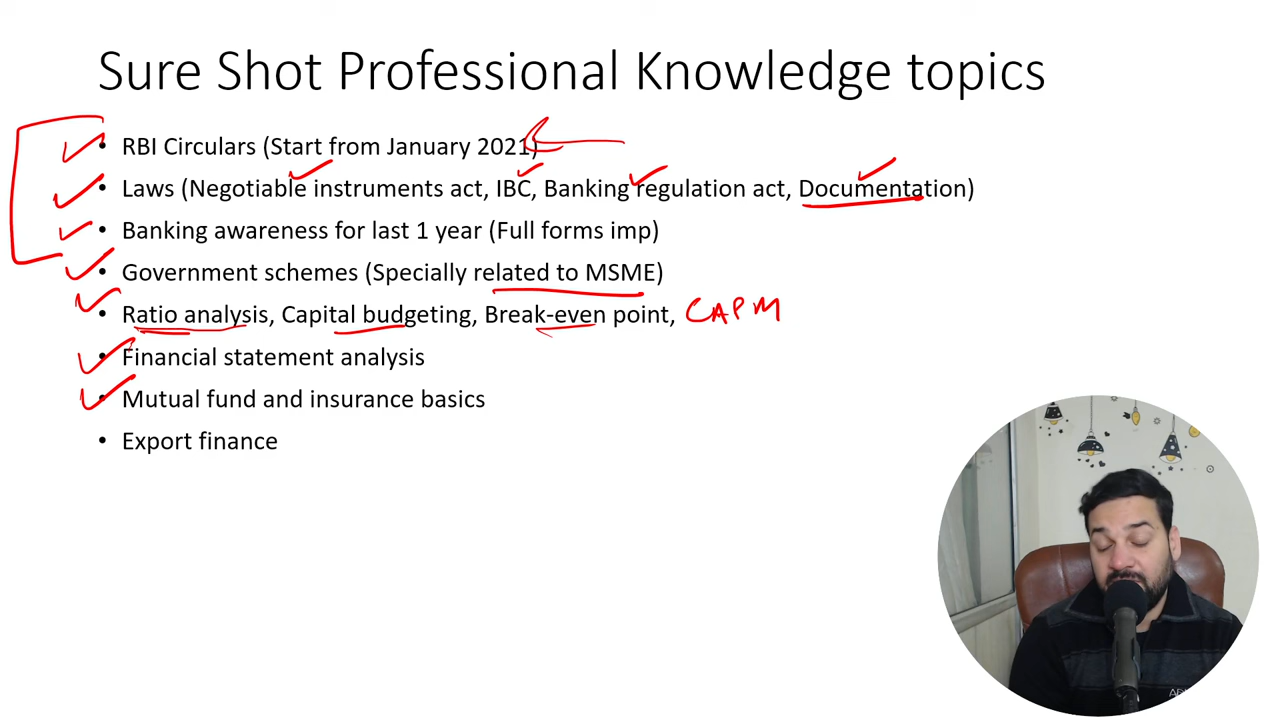 Sure Shot Professional Knowledge topics
• RBI Circulars (Start from January 2021)
• Laws (Negotiable instruments act, IBC, Banking regulation act, Documentation)
• Banking awareness for last 1 year (Full forms imp)
• Government schemes (Specially related to MSME)
• Ratio analysis, Capital budgeting, Break-even point, CAPM
• Financial statement analysis
• Mutual fund and insurance basics
• Export finance